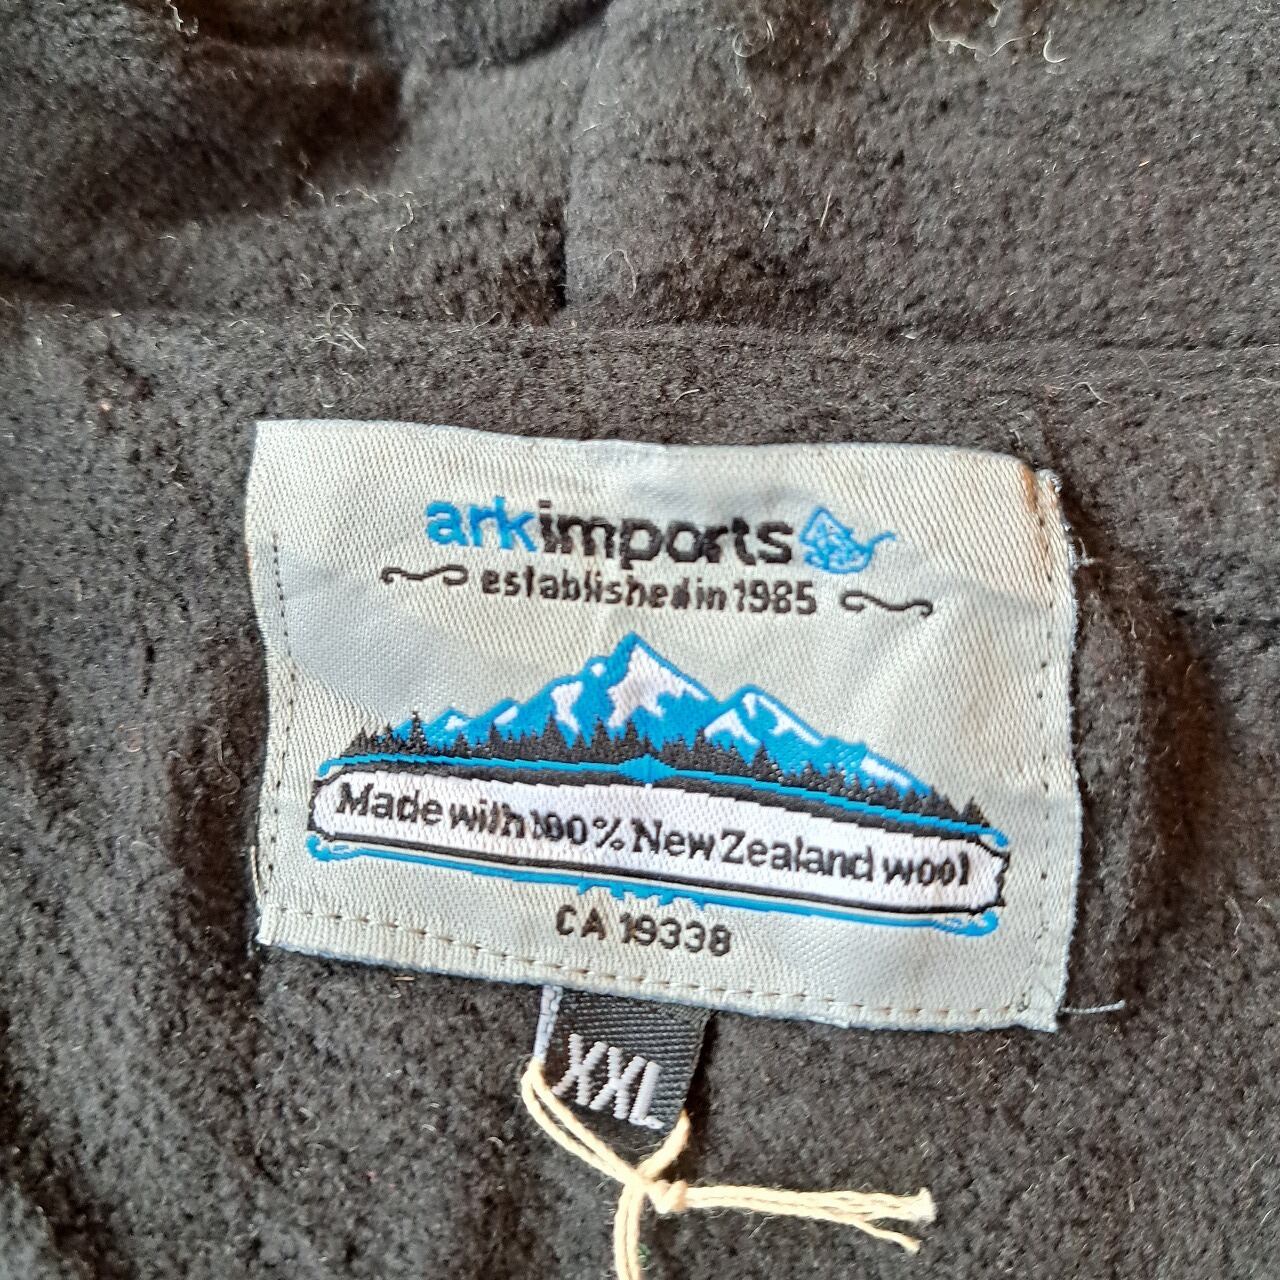 arkimports
established in 1985
Made with 100% New Zealand wool
CA 19338
XXL